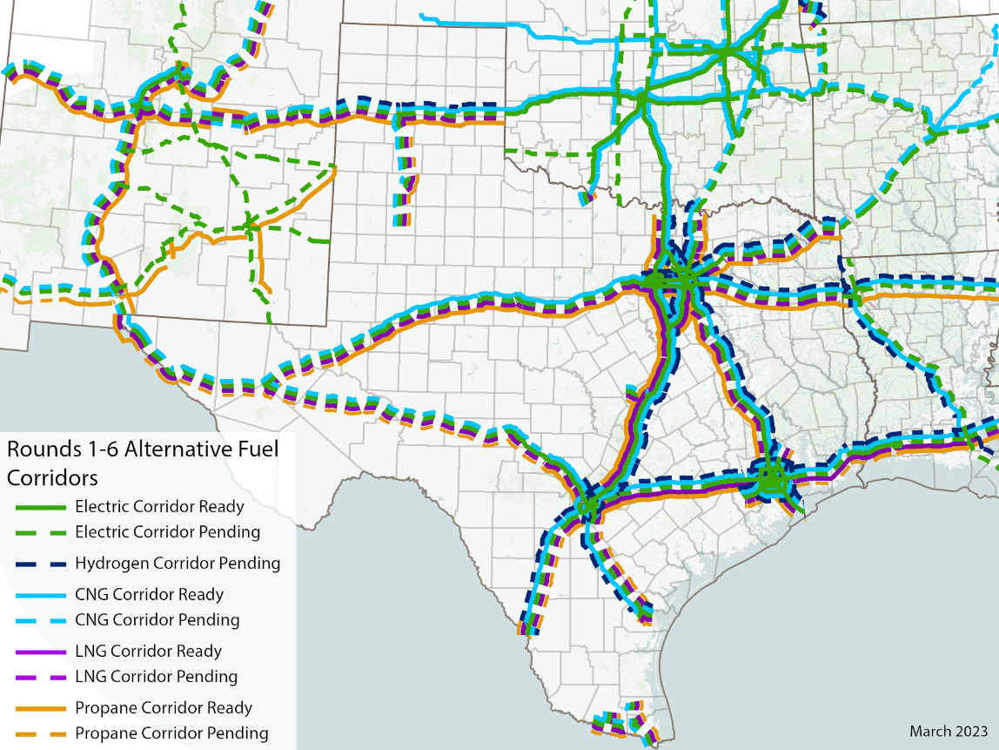 Rounds 1-6 Alternative Fuel
Corridors
Electric Corridor Ready
Electric Corridor Pending
Hydrogen Corridor Pending
CNG Corridor Ready
CNG Corridor Pending
LNG Corridor Ready
LNG Corridor Pending
Propane Corridor Ready
Propane Corridor Pending
March 2023